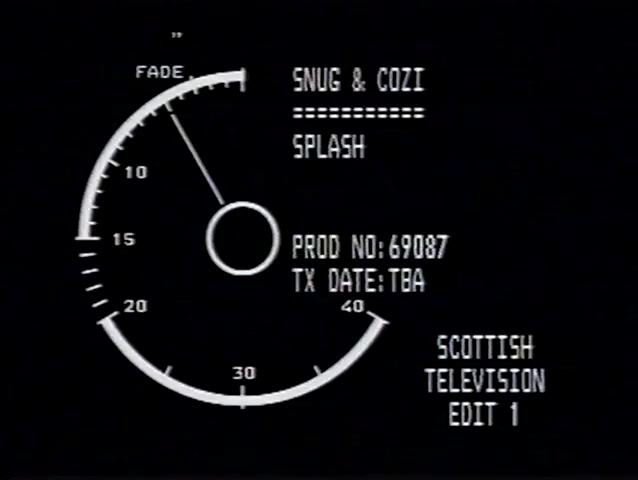 "
FADE
SNUG & COZI
===========
SPLASH
10
15
PROD NO:69087
TX DATE:TBA
20
40
30
SCOTTISH
TELEVISION
EDIT 1